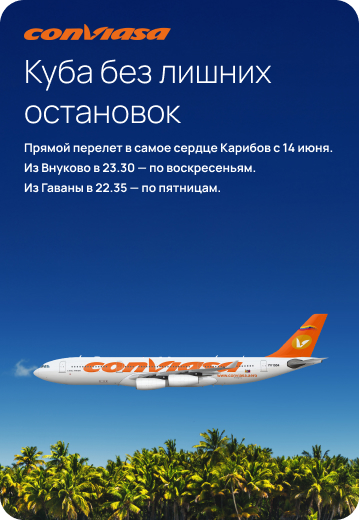 conviasa
Куба без лишних
остановок
Прямой перелет в самое сердце Карибов с 14 июня.
Из Внуково в 23.30 — по воскресеньям.
Из Гаваны в 22.35 — по пятницам.
conviasa